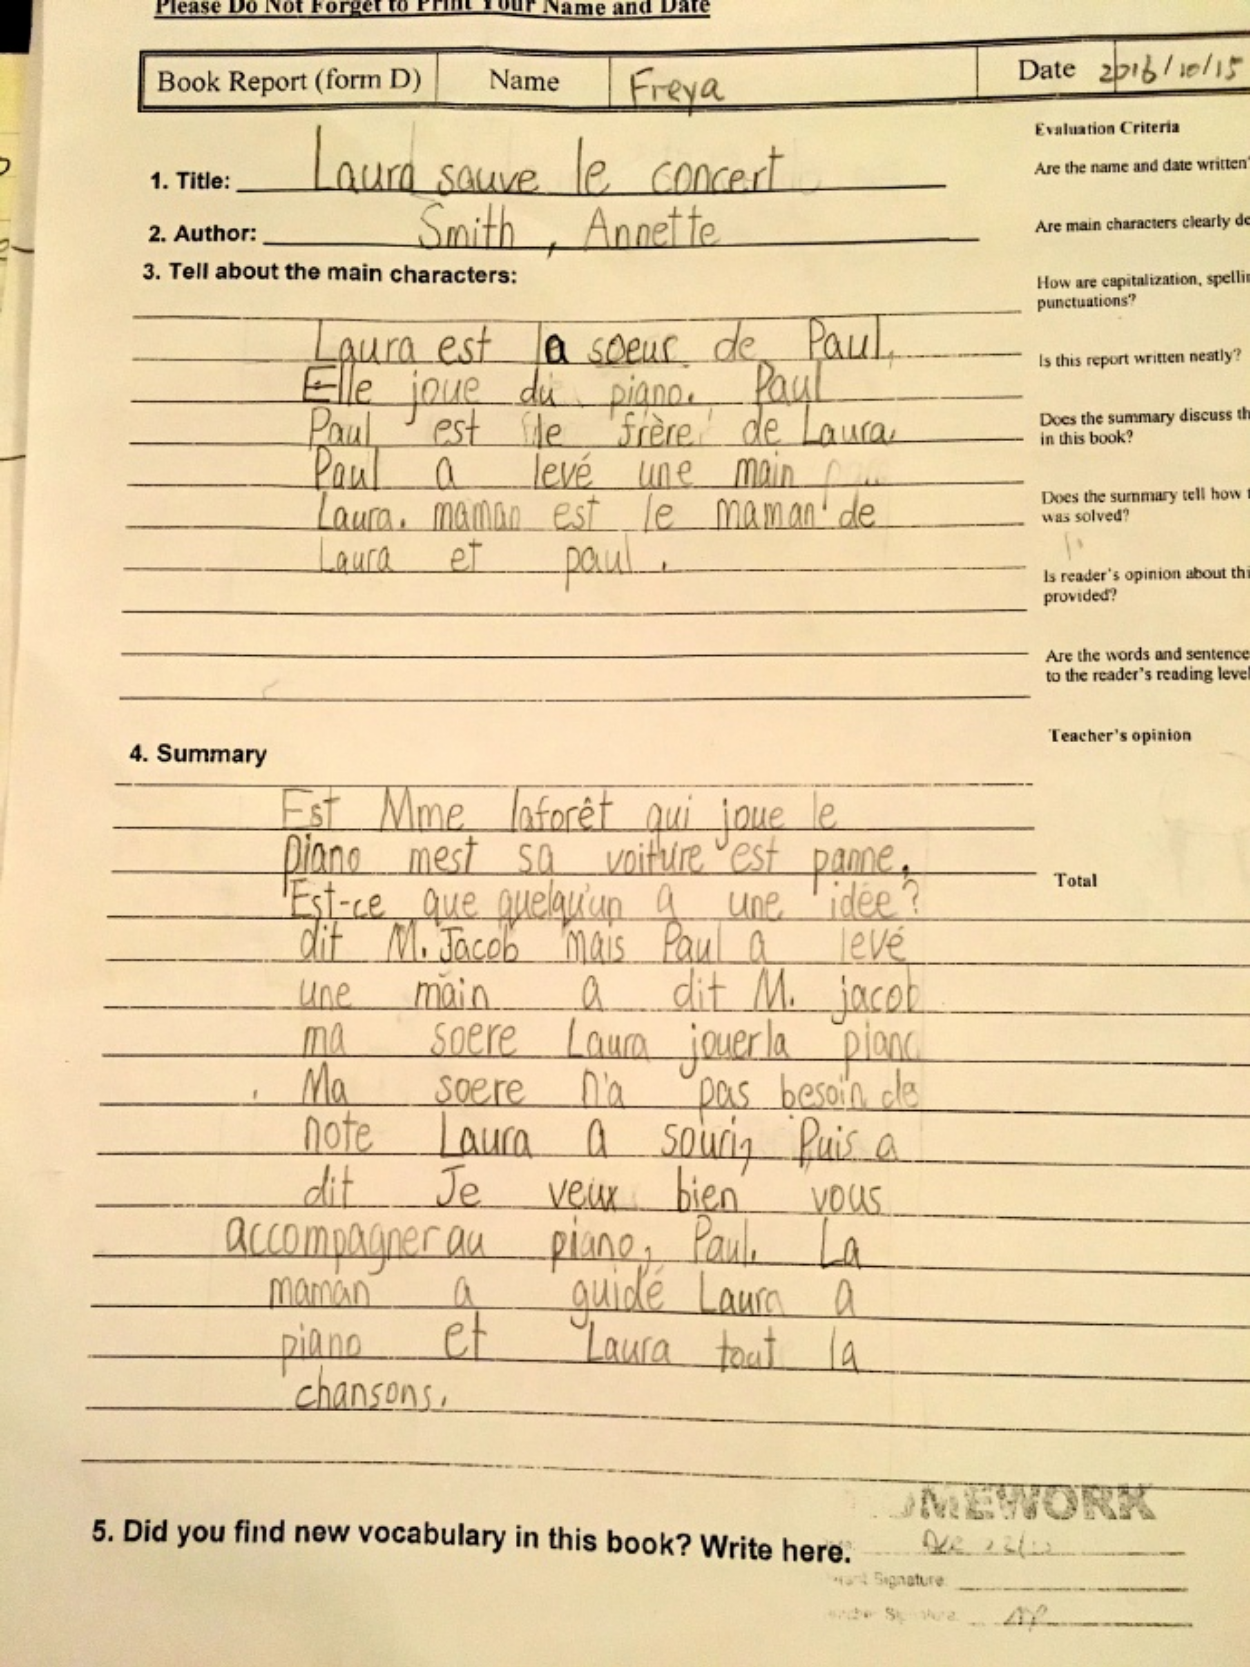 Please Do Not Forget to Print Your Name and Date
Book Report (form D) Name Freya Date 2016/10/15
Evaluation Criteria
1. Title: Laura sauve le concert
Are the name and date written?
2. Author: Smith, Annette
Are main characters clearly de
3. Tell about the main characters:
How are capitalization, spellin
punctuations?
Laura est la soeur de Paul.
Is this report written neatly?
Elle joue du piano. Paul
Paul est le frère de Laura.
Does the summary discuss th
in this book?
Paul a levé une main
Laura. maman est le maman de
Does the summary tell how t
was solved?
Laura et paul.
Is reader's opinion about thi
provided?
Are the words and sentence
to the reader's reading level
Teacher's opinion
4. Summary
Est Mme laforêt qui joue le
piano mest sa voiture est panne.
Total
Est-ce que quelqu'un a une idée?
dit M. Jacob mais Paul a levé
une main a dit M. jacob
ma soere Laura jouer la piano
Ma soere n'a pas besoin de
note Laura a souri, Puis a
dit Je veux bien vous
accompagner au piano, Paul. La
maman a guidé Laura a
piano et Laura tout la
chansons.
5. Did you find new vocabulary in this book? Write here.
OMEWORK
Signature
Signature